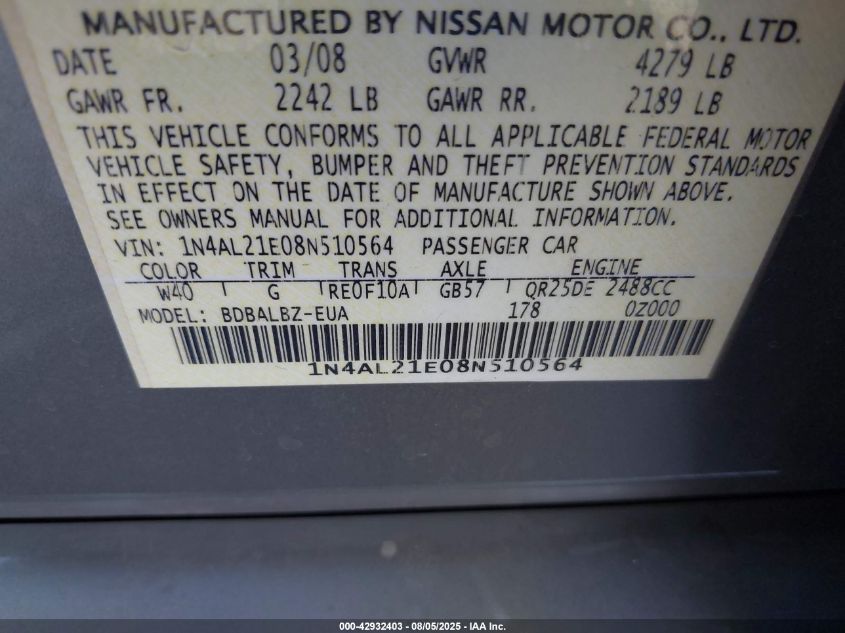 MANUFACTURED BY NISSAN MOTOR CO., LTD.
DATE 03/08 GVWR 4279 LB
GAWR FR. 2242 LB GAWR RR. 2189 LB
THIS VEHICLE CONFORMS TO ALL APPLICABLE FEDERAL MOTOR
VEHICLE SAFETY, BUMPER AND THEFT PREVENTION STANDARDS
IN EFFECT ON THE DATE OF MANUFACTURE SHOWN ABOVE.
SEE OWNERS MANUAL FOR ADDITIONAL INFORMATION.
VIN: 1N4AL21E08N510564 PASSENGER CAR
COLOR TRIM TRANS AXLE ENGINE
W40 G RE0F10A GB57 QR25DE 2488CC
MODEL: BDBALBZ-EUA 178 0Z000
1N4AL21E08N510564
000-42932403 - 08/05/2025 - IAA Inc.